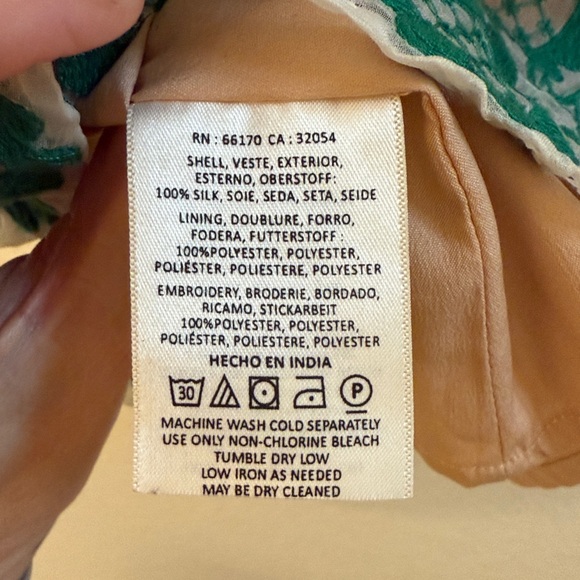 RN : 66170 CA : 32054
SHELL, VESTE, EXTERIOR,
ESTERNO, OBERSTOFF:
100% SILK, SOIE, SEDA, SETA, SEIDE
LINING, DOUBLURE, FORRO,
FODERA, FUTTERSTOFF :
100%POLYESTER, POLYESTER,
POLIÉSTER, POLIESTERE, POLYESTER
EMBROIDERY, BRODERIE, BORDADO,
RICAMO, STICKARBEIT
100%POLYESTER, POLYESTER,
POLIÉSTER, POLIESTERE, POLYESTER
HECHO EN INDIA
30 P
MACHINE WASH COLD SEPARATELY
USE ONLY NON-CHLORINE BLEACH
TUMBLE DRY LOW
LOW IRON AS NEEDED
MAY BE DRY CLEANED